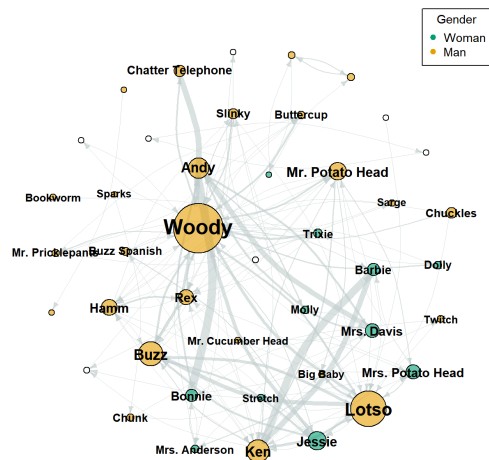 Gender
Woman
Man
Chatter Telephone
Slinky
Buttercup
Andy
Mr. Potato Head
Bookworm
Sparks
Sarge
Chuckles
Woody
Trixie
Mr. Pricklepants
Buzz Spanish
Barbie
Dolly
Rex
Hamm
Molly
Twitch
Mrs. Davis
Mr. Cucumber Head
Buzz
Big Baby
Mrs. Potato Head
Bonnie
Stretch
Lotso
Chunk
Jessie
Mrs. Anderson
Ken